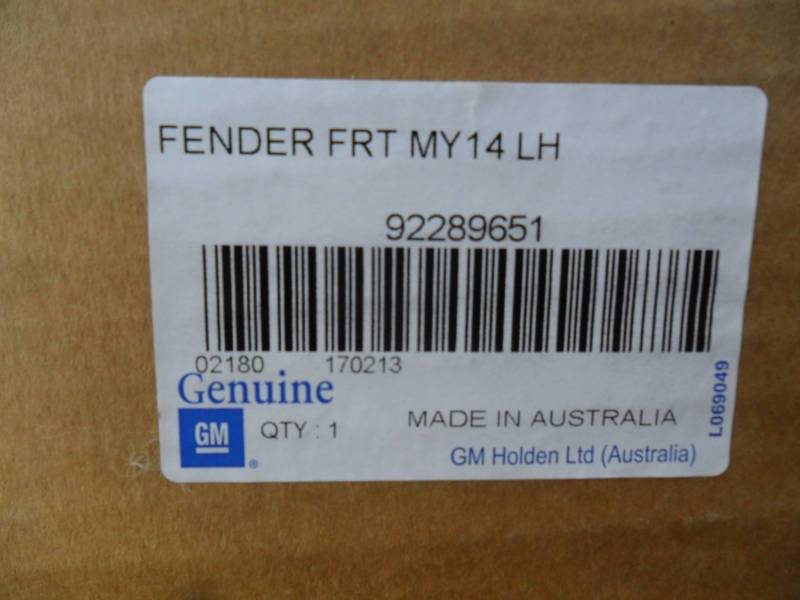 FENDER FRT MY14 LH
92289651
02180 170213
Genuine
GM
®
QTY : 1
MADE IN AUSTRALIA
GM Holden Ltd (Australia)
L069049